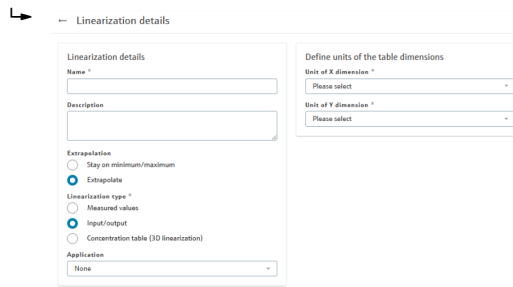 ← Linearization details
Linearization details
Name *
Description
Extrapolation
Stay on minimum/maximum
Extrapolate
Linearization type *
Measured values
Input/output
Concentration table (3D linearization)
Application
None
Define units of the table dimensions
Unit of X dimension *
Please select
Unit of Y dimension *
Please select